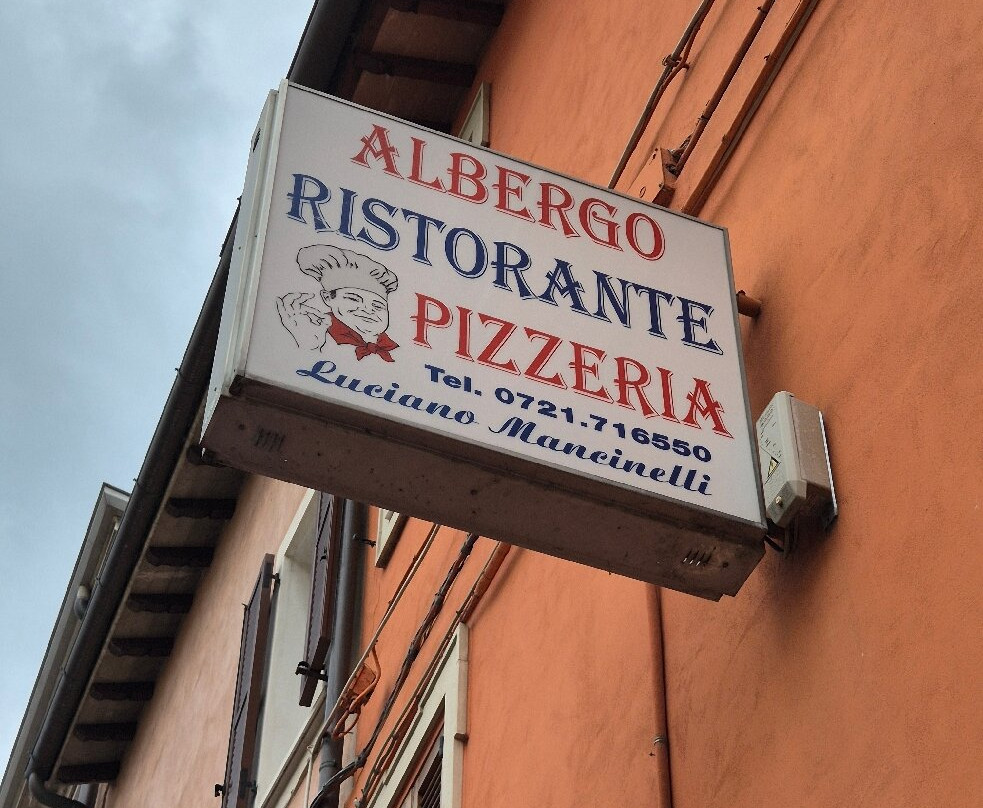 ALBERGO
RISTORANTE
PIZZERIA
Tel. 0721.716550
Luciano Mancinelli